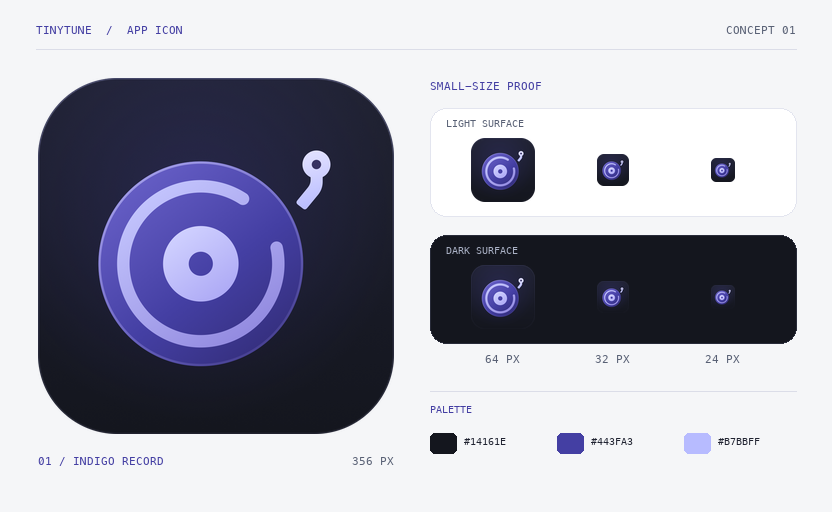 TINYTUNE / APP ICON
CONCEPT 01
SMALL–SIZE PROOF
LIGHT SURFACE
DARK SURFACE
64 PX 32 PX 24 PX
PALETTE
#14161E #443FA3 #B7BBFF
01 / INDIGO RECORD 356 PX